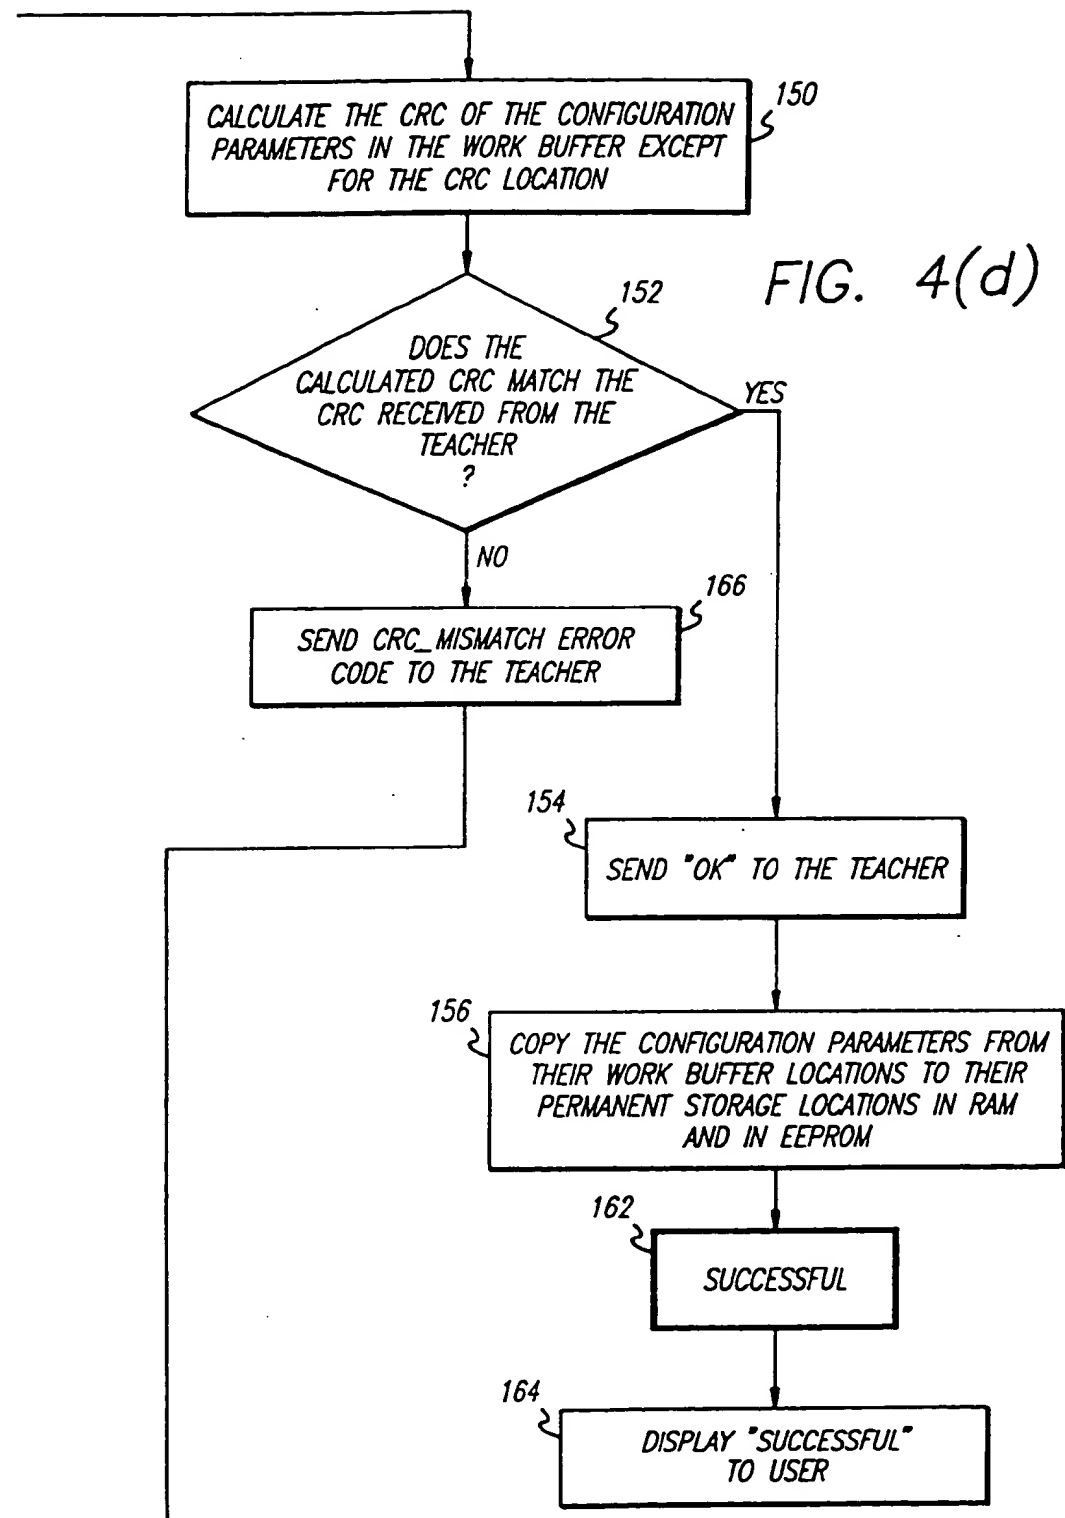 150
CALCULATE THE CRC OF THE CONFIGURATION
PARAMETERS IN THE WORK BUFFER EXCEPT
FOR THE CRC LOCATION
FIG. 4(d)
152
DOES THE
CALCULATED CRC MATCH THE
CRC RECEIVED FROM THE
TEACHER
?
YES
NO
166
SEND CRC_MISMATCH ERROR
CODE TO THE TEACHER
154
SEND "OK" TO THE TEACHER
156
COPY THE CONFIGURATION PARAMETERS FROM
THEIR WORK BUFFER LOCATIONS TO THEIR
PERMANENT STORAGE LOCATIONS IN RAM
AND IN EEPROM
162
SUCCESSFUL
164
DISPLAY "SUCCESSFUL"
TO USER